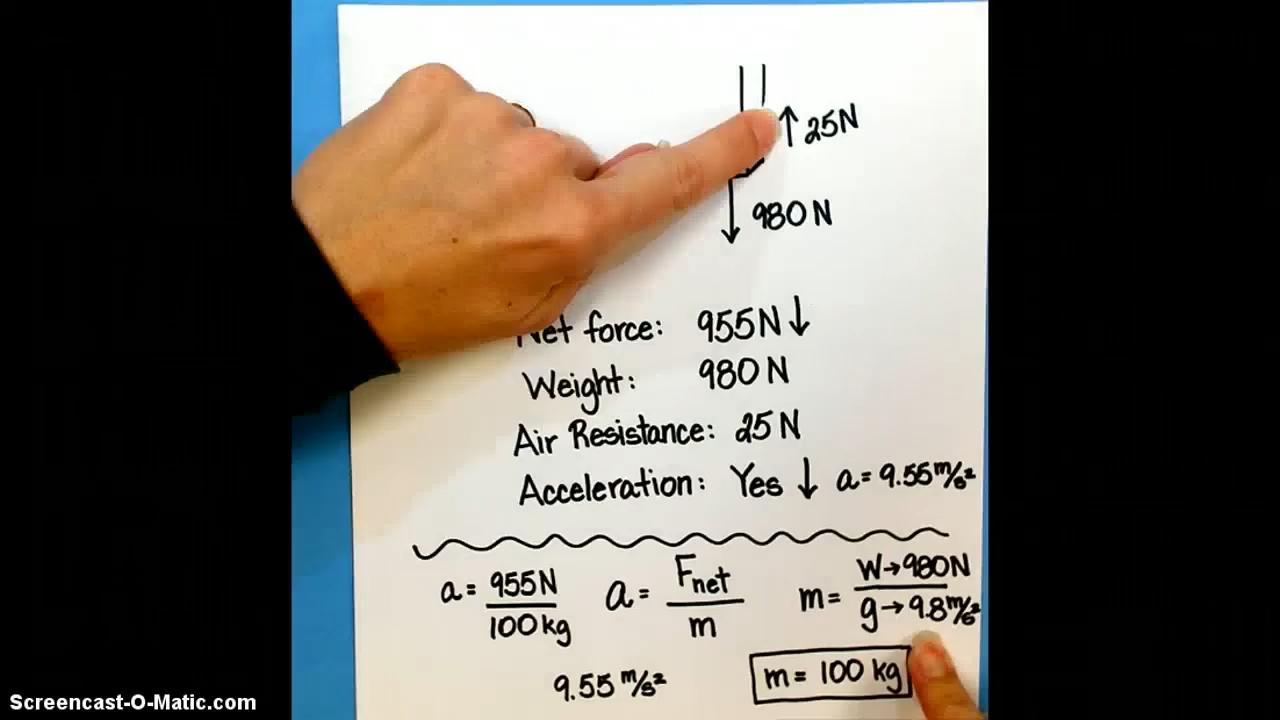 ↑ 25N
↓ 980N
Net force: 955N ↓
Weight: 980 N
Air Resistance: 25 N
Acceleration: Yes ↓ a = 9.55 m/s²
a = 955N / 100 kg
a = Fnet / m
m = W → 980N / g → 9.8 m/s²
9.55 m/s²
m = 100 kg
Screencast-O-Matic.com